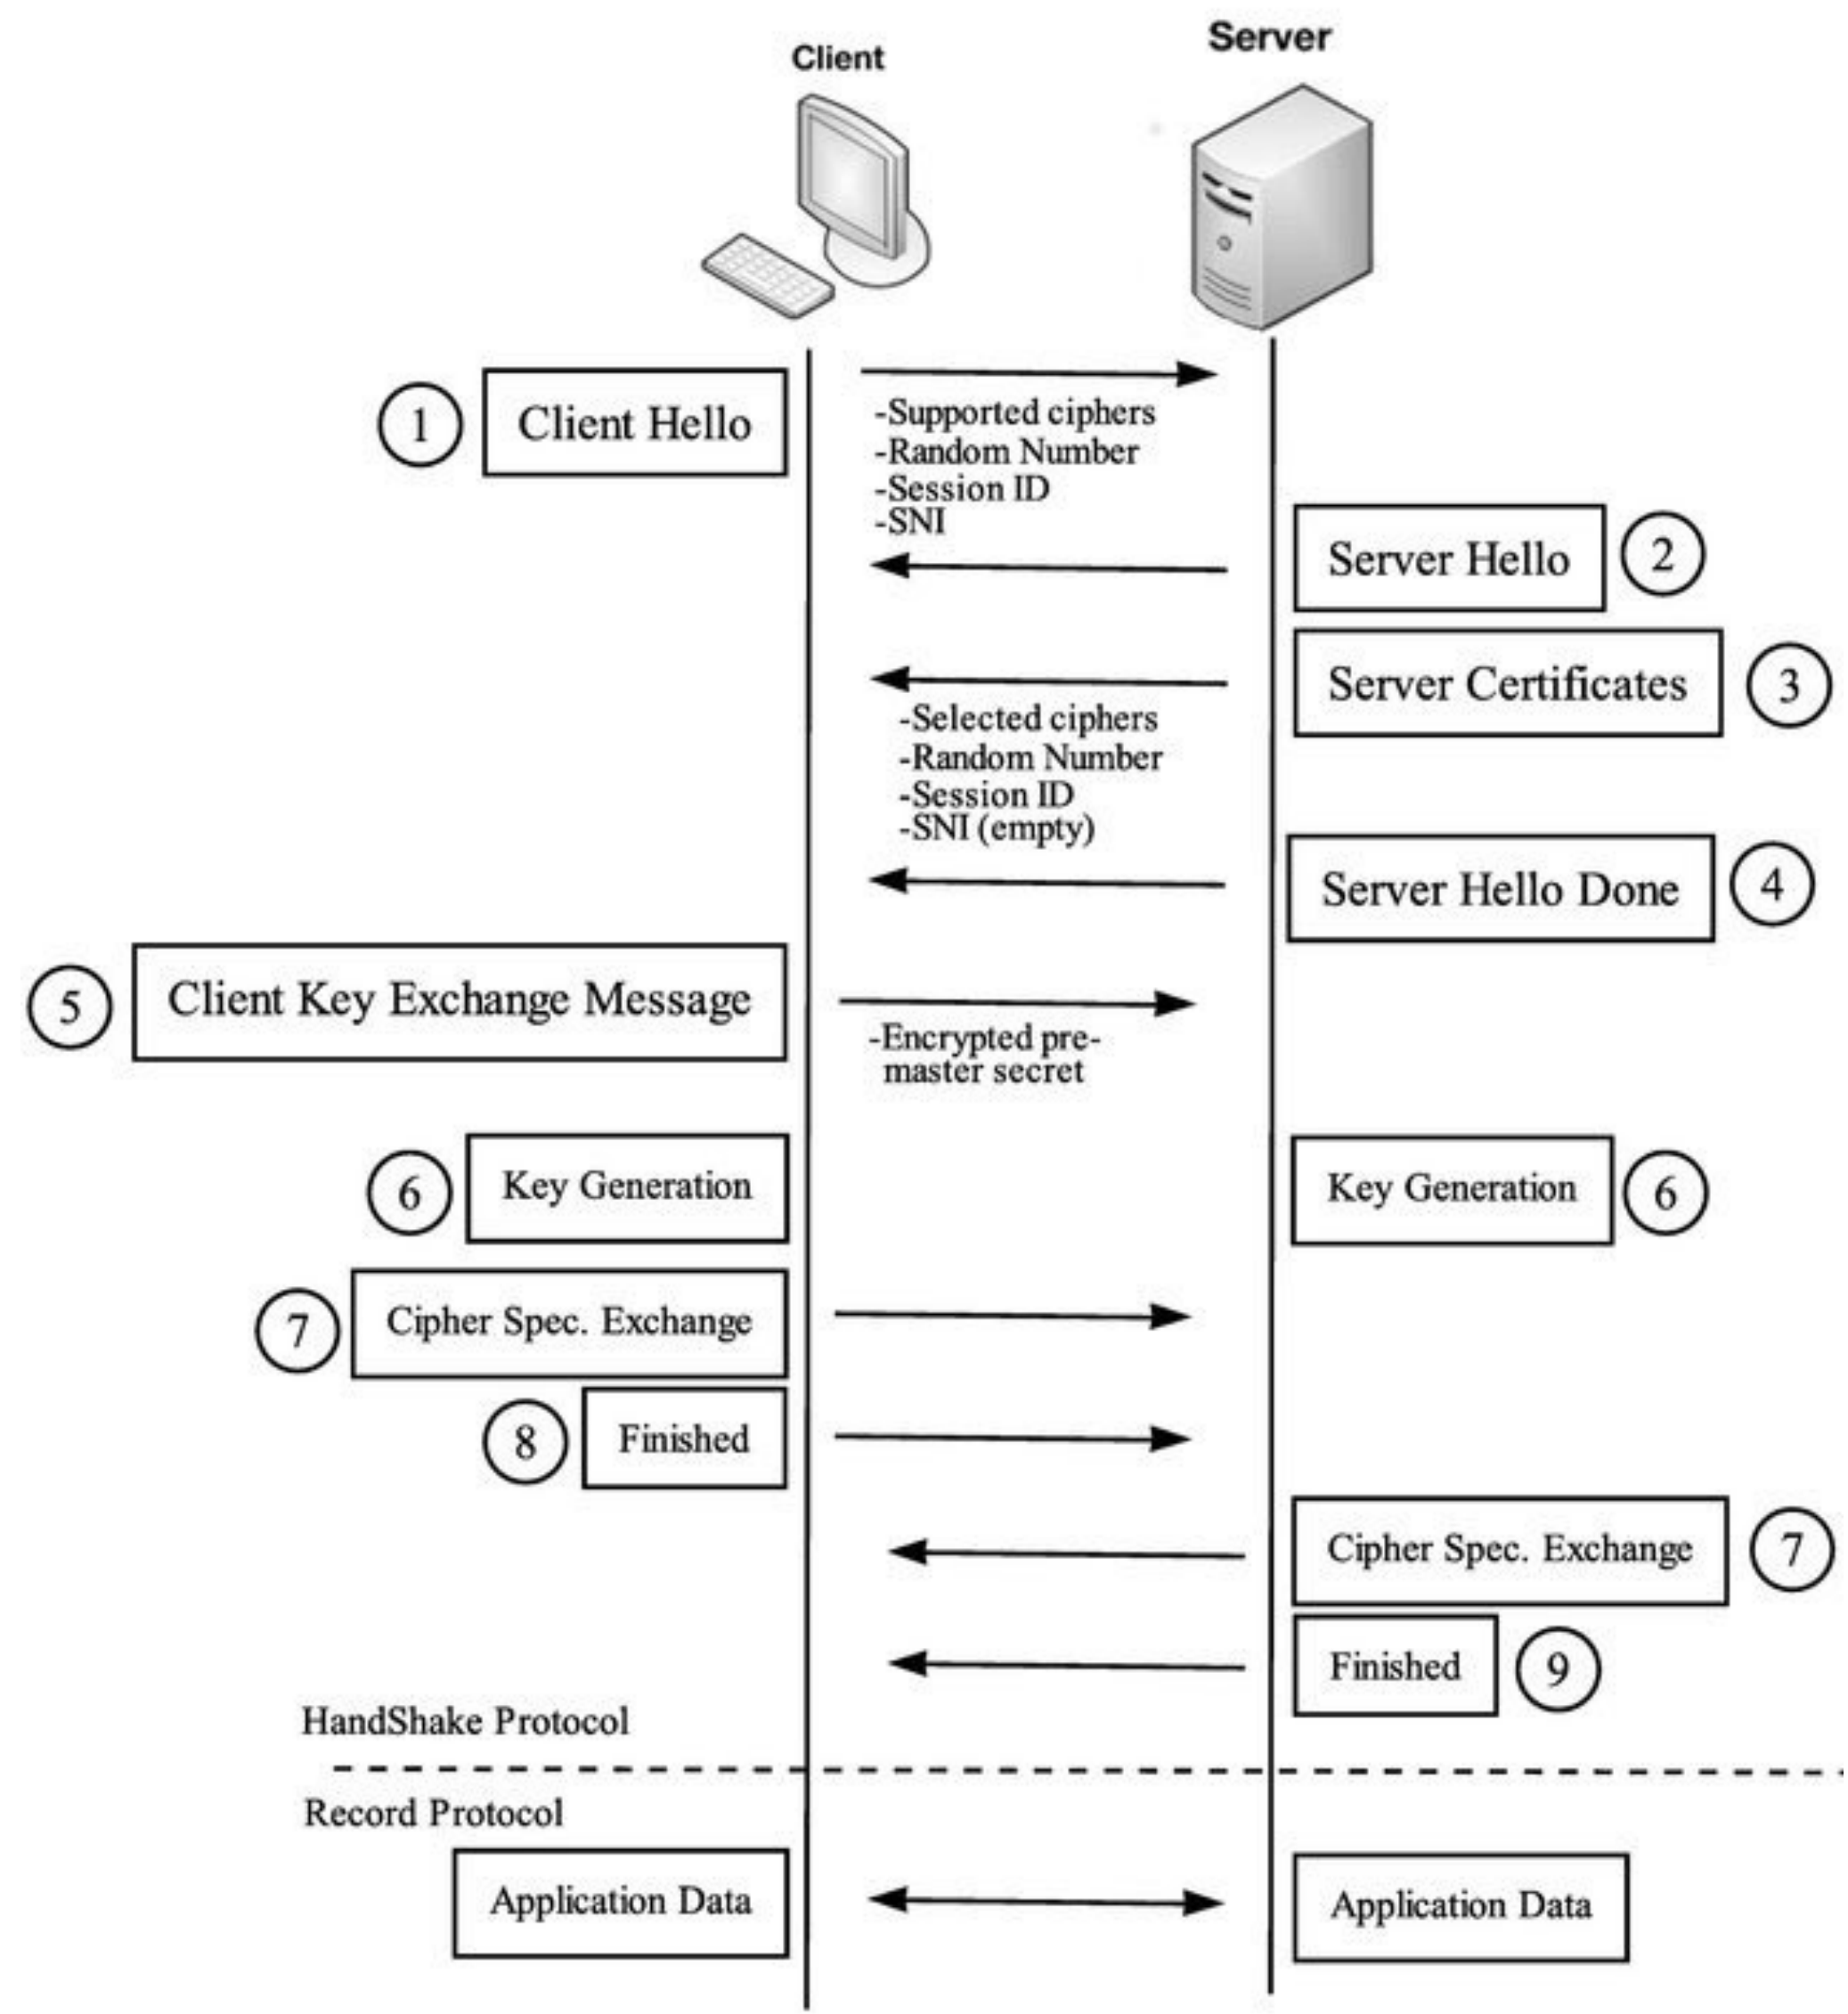 Client
Server
1
Client Hello
-Supported ciphers
-Random Number
-Session ID
-SNI
Server Hello
2
Server Certificates
3
-Selected ciphers
-Random Number
-Session ID
-SNI (empty)
Server Hello Done
4
5
Client Key Exchange Message
-Encrypted pre-
master secret
6
Key Generation
Key Generation
6
7
Cipher Spec. Exchange
8
Finished
Cipher Spec. Exchange
7
Finished
9
HandShake Protocol
Record Protocol
Application Data
Application Data